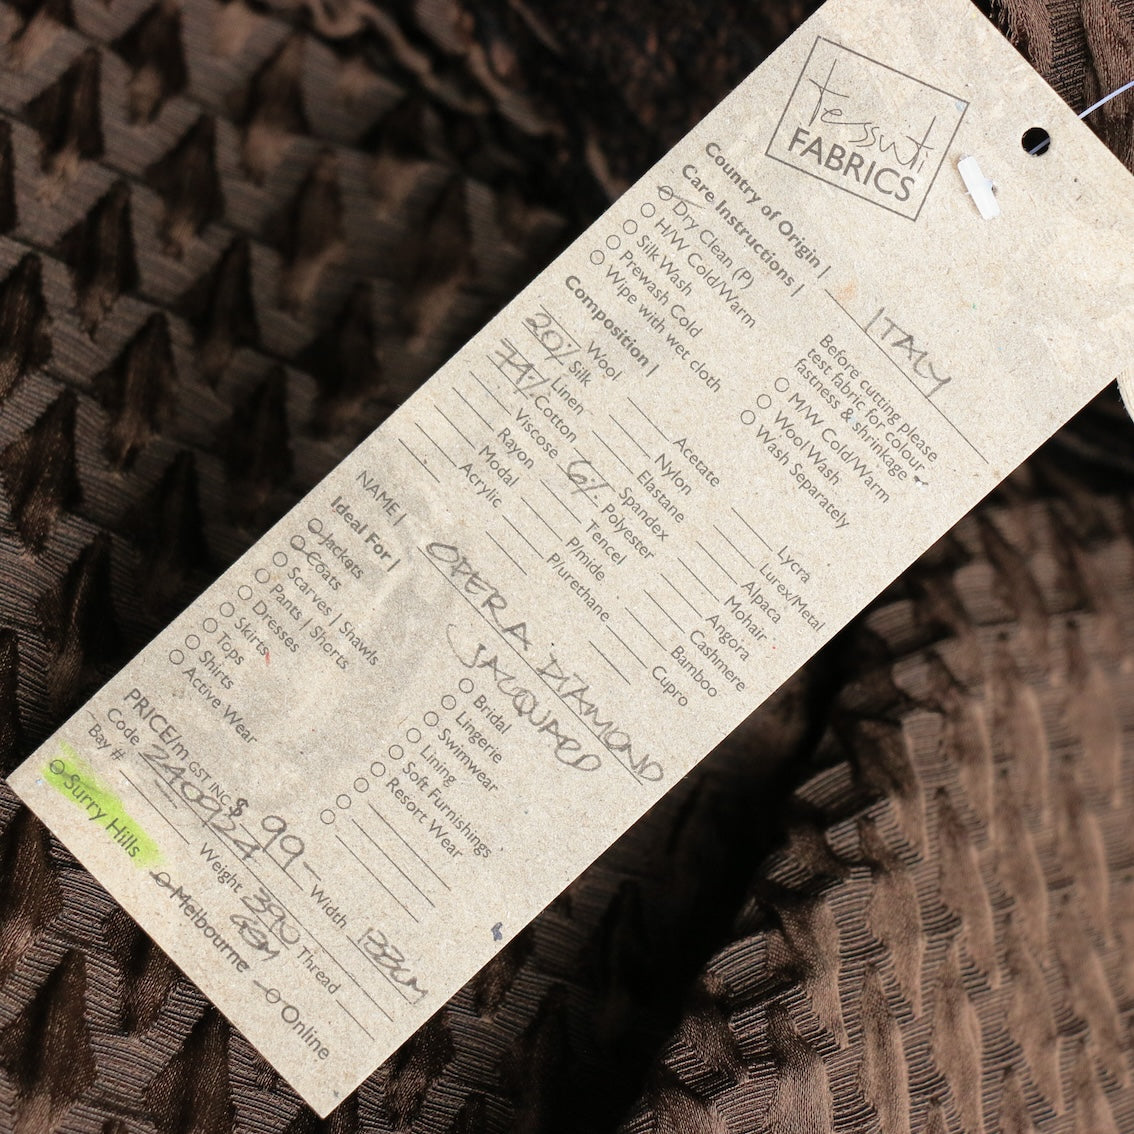 tessuti
FABRICS
Country of Origin | ITALY
Care Instructions |
Dry Clean (P)
H/W Cold/Warm
Silk Wash
Prewash Cold
Wipe with wet cloth
Before cutting please
test fabric for colour
fastness & shrinkage
M/W Cold/Warm
Wool Wash
Wash Separately
Composition |
Wool
20% Silk
74% Linen
Cotton
Viscose
Rayon
Modal
Acrylic
Acetate
Nylon
Elastane
Spandex
6% Polyester
Tencel
P/mide
P/urethane
Lycra
Lurex/Metal
Alpaca
Mohair
Angora
Cashmere
Bamboo
Cupro
NAME | OPERA DIAMOND
JACQUARD
Ideal For |
Jackets
Coats
Scarves | Shawls
Pants | Shorts
Dresses
Skirts
Tops
Shirts
Active Wear
Bridal
Lingerie
Swimwear
Lining
Soft Furnishings
Resort Wear
PRICE/m GST INC $ 99- Width 133cm
Code 2409924 Weight 390 GSM Thread
Bay #
Surry Hills Melbourne Online